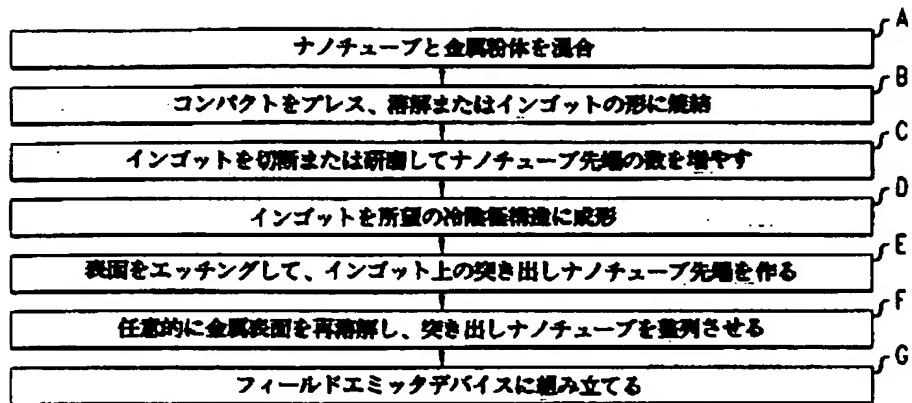 A
ナノチューブと金属粉体を混合
B
コンパクトをプレス、溶解またはインゴットの形に焼結
C
インゴットを切断または研磨してナノチューブ先端の数を増やす
D
インゴットを所望の冷陰極構造に成形
E
表面をエッチングして、インゴット上の突き出しナノチューブ先端を作る
F
任意的に金属表面を再溶解し、突き出しナノチューブを整列させる
G
フィールドエミッタデバイスに組み立てる